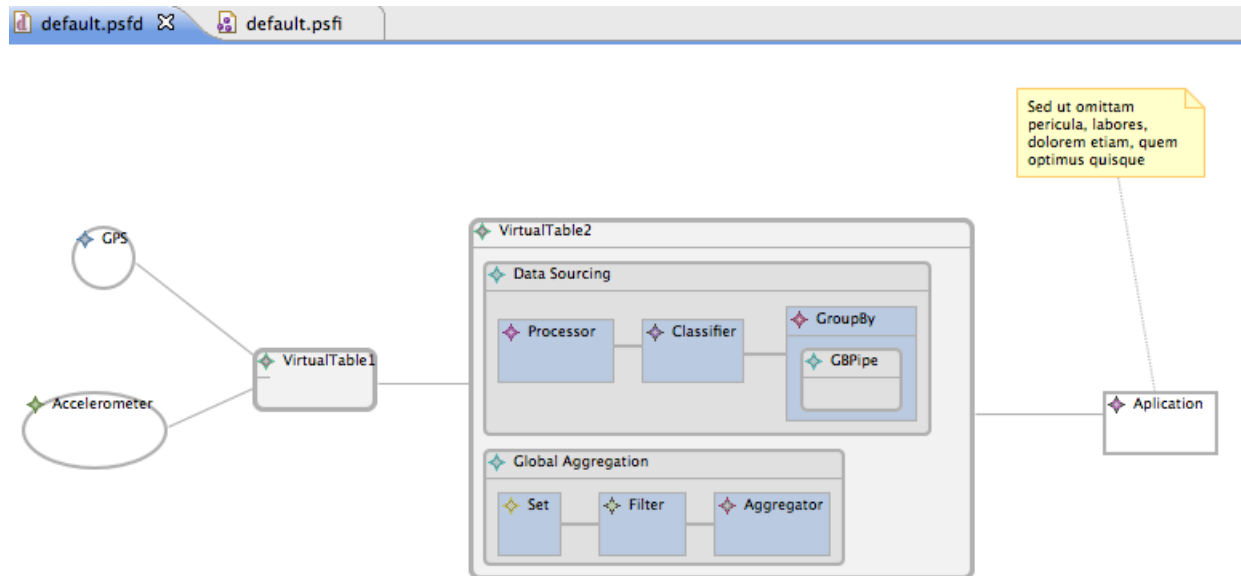 default.psfd
default.psfi
Sed ut omittam
pericula, labores,
dolorem etiam, quem
optimus quisque
GPS
VirtualTable2
Data Sourcing
Processor
Classifier
GroupBy
GBPipe
VirtualTable1
Accelerometer
Aplication
Global Aggregation
Set
Filter
Aggregator